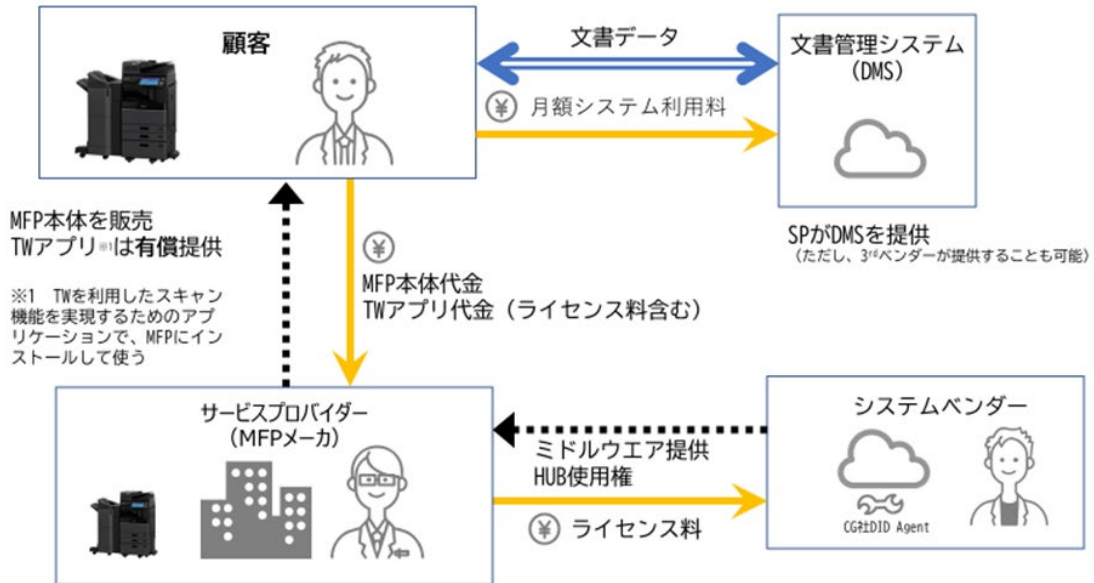 顧客
文書データ
文書管理システム
(DMS)
¥ 月額システム利用料
MFP本体を販売
TWアプリ※1は有償提供
※1 TWを利用したスキャン
機能を実現するためのアプ
リケーションで、MFPにイン
ストールして使う
¥
MFP本体代金
TWアプリ代金（ライセンス料含む）
SPがDMSを提供
（ただし、3rdベンダーが提供することも可能）
サービスプロバイダー
(MFPメーカ)
ミドルウエア提供
HUB使用権
¥ ライセンス料
システムベンダー
CG社DID Agent